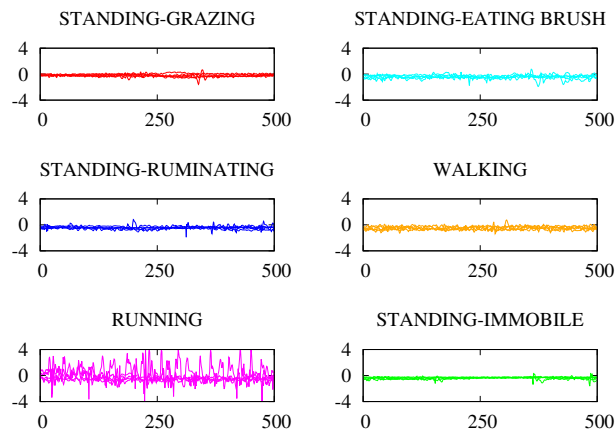 STANDING-GRAZING
4
0
-4
0 250 500
STANDING-EATING BRUSH
4
0
-4
0 250 500
STANDING-RUMINATING
4
0
-4
0 250 500
WALKING
4
0
-4
0 250 500
RUNNING
4
0
-4
0 250 500
STANDING-IMMOBILE
4
0
-4
0 250 500